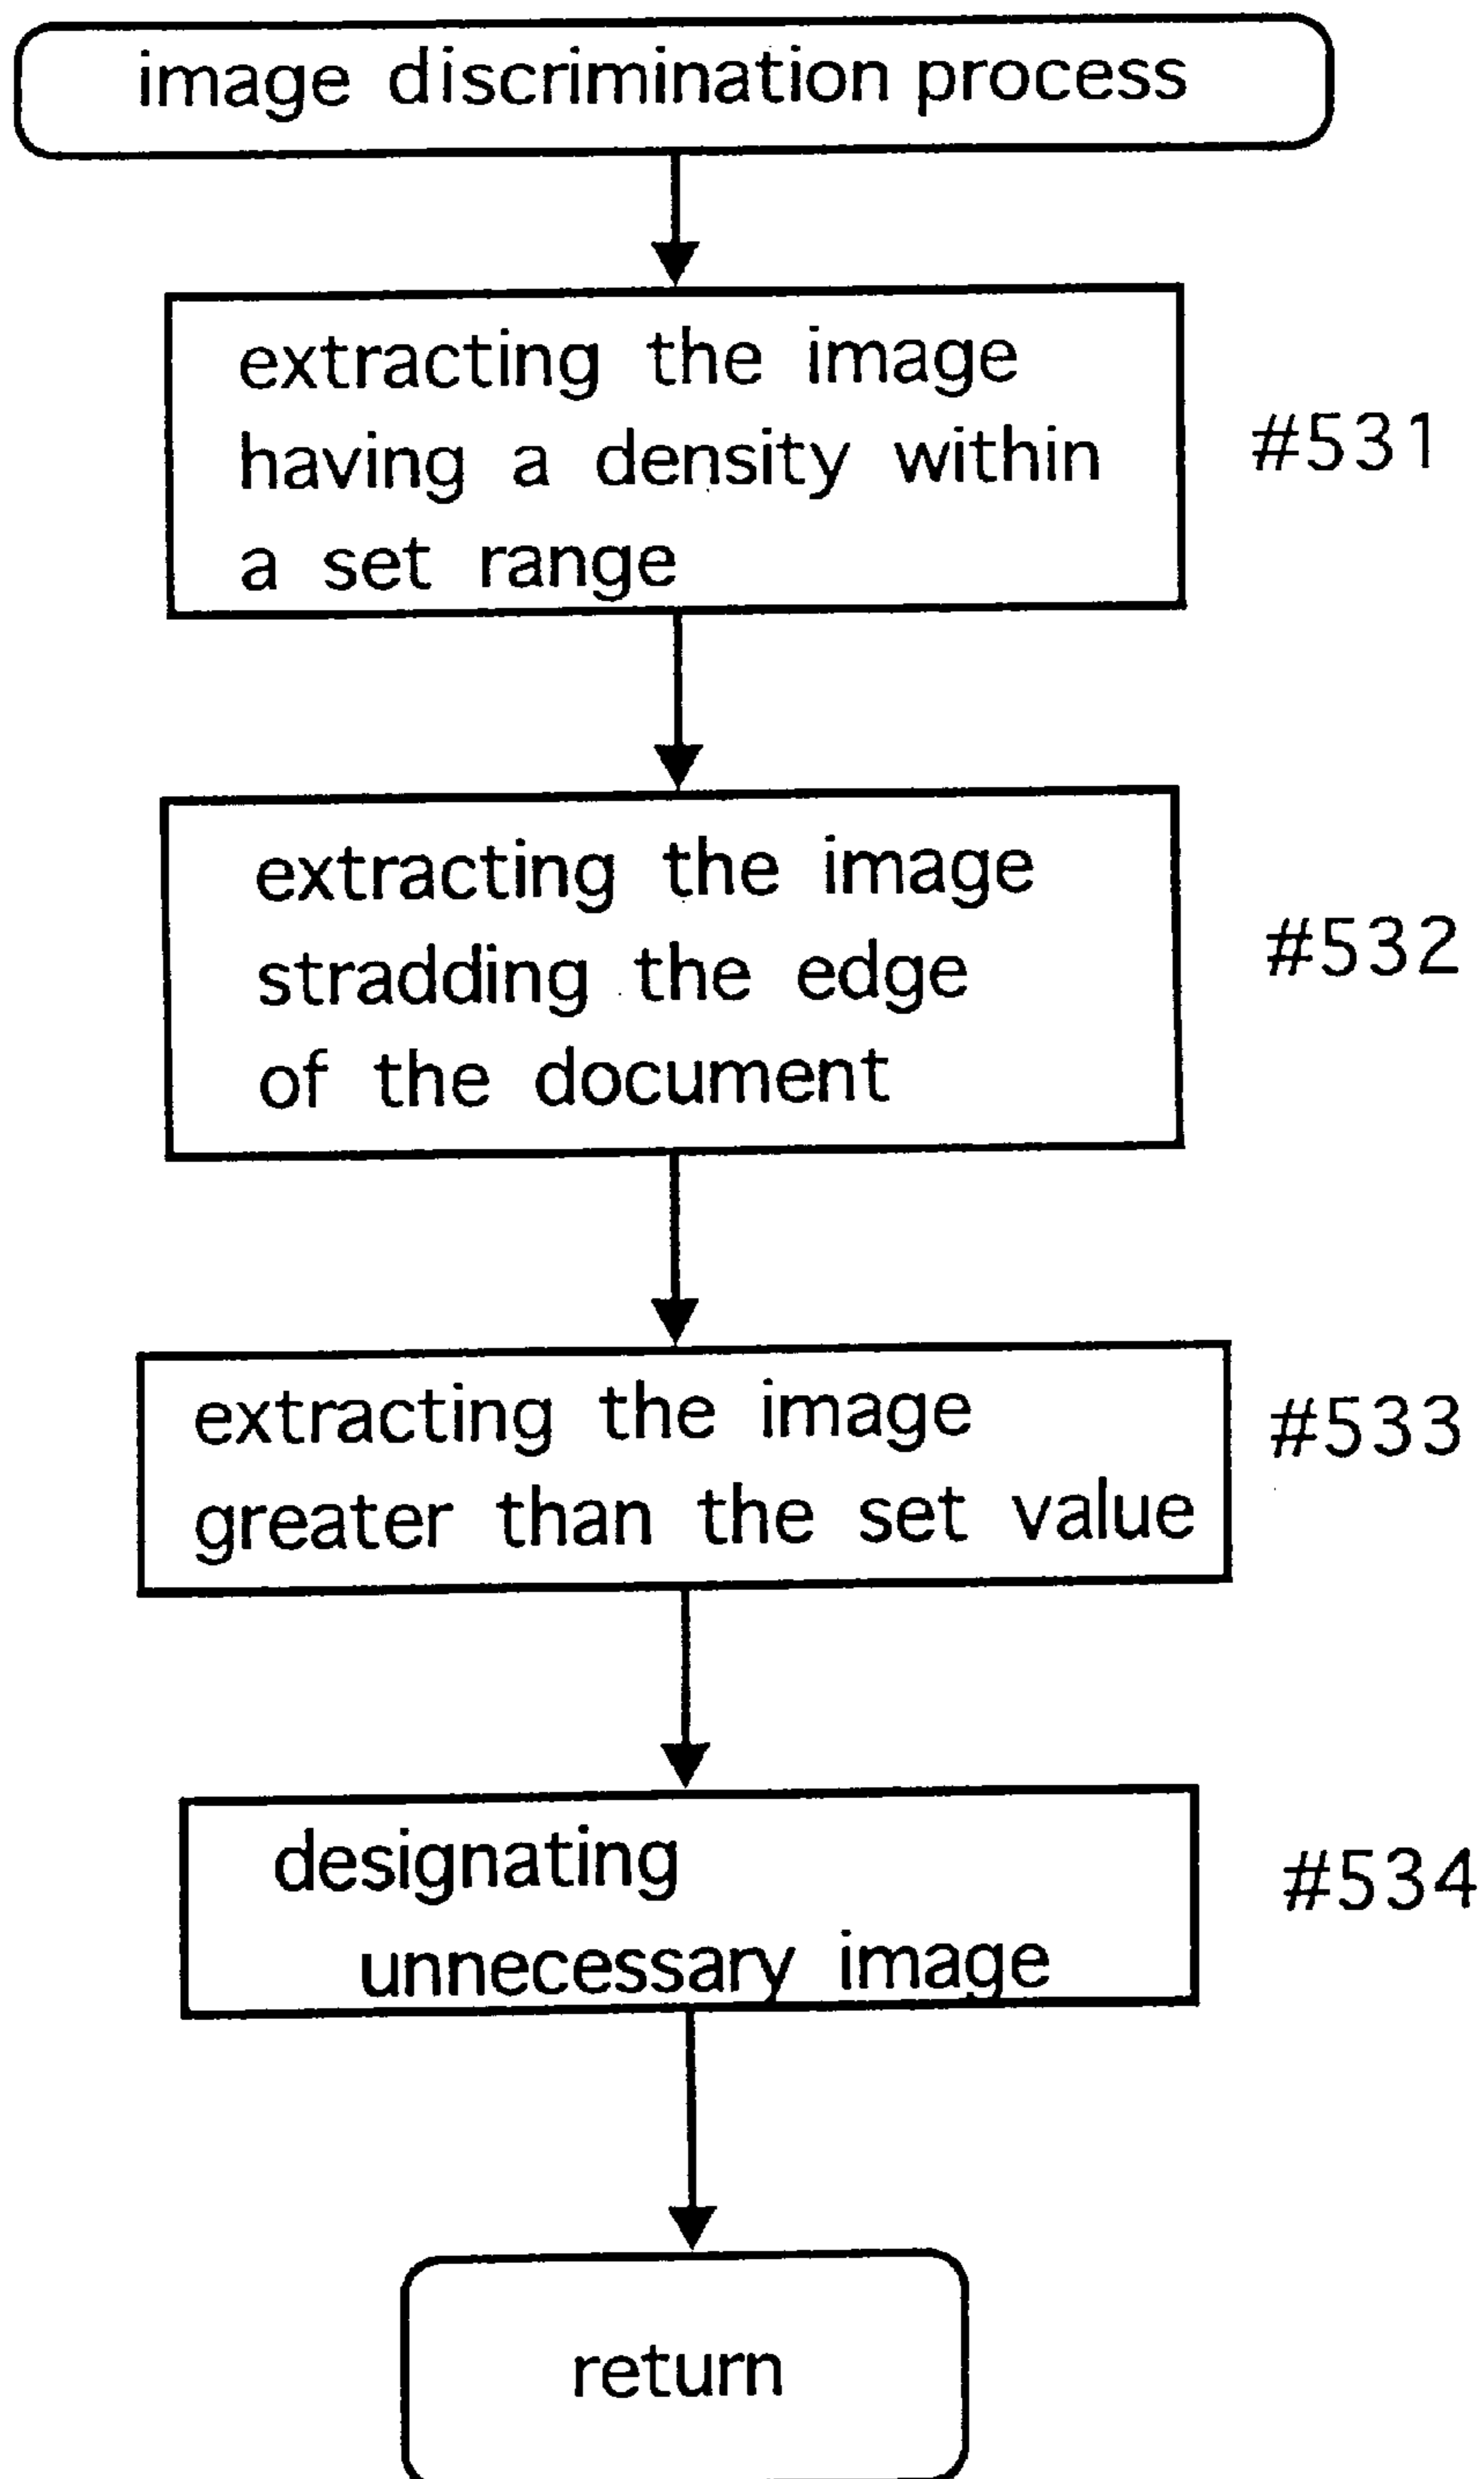 image discrimination process
extracting the image
having a density within
a set range
#531
extracting the image
stradding the edge
of the document
#532
extracting the image
greater than the set value
#533
designating
unnecessary image
#534
return